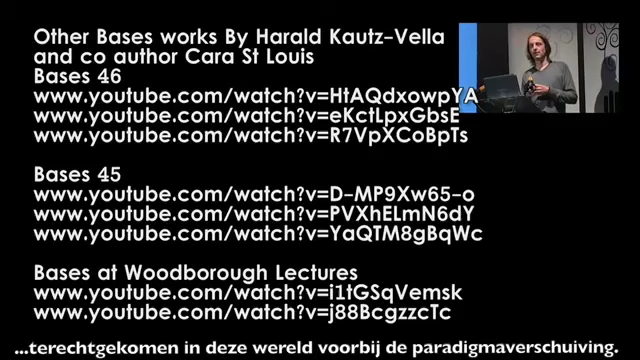 Other Bases works By Harald Kautz-Vella
and co author Cara St Louis
Bases 46
www.youtube.com/watch?v=HtAQdxowpYA
www.youtube.com/watch?v=eKctLpxGbsE
www.youtube.com/watch?v=R7VpXCoBpTs
Bases 45
www.youtube.com/watch?v=D-MP9Xw65-o
www.youtube.com/watch?v=PVXhELmN6dY
www.youtube.com/watch?v=YaQTM8gBqWc
Bases at Woodborough Lectures
www.youtube.com/watch?v=i1tGSqVemsk
www.youtube.com/watch?v=j88BcgzzcTc
...terechtgekomen in deze wereld voorbij de paradigmaverschuiving.